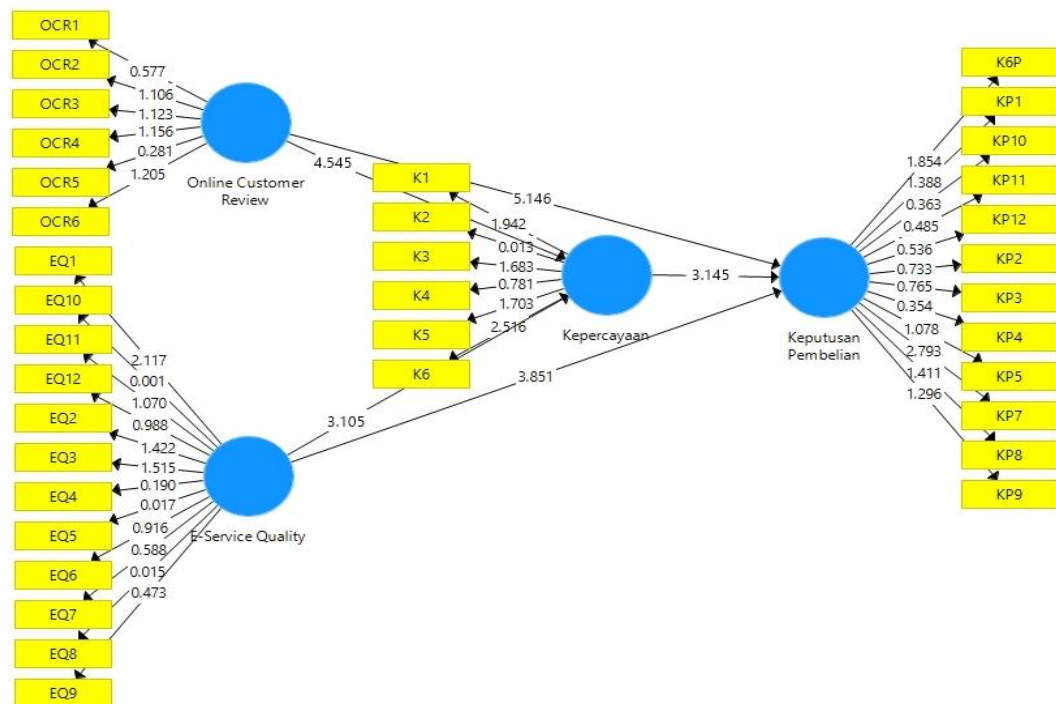 OCR1
OCR2
OCR3
OCR4
OCR5
OCR6
0.577
1.106
1.123
1.156
0.281
1.205
Online Customer
Review
4.545
5.146
EQ1
EQ10
EQ11
EQ12
EQ2
EQ3
EQ4
EQ5
EQ6
EQ7
EQ8
EQ9
2.117
0.001
1.070
0.988
1.422
1.515
0.190
0.017
0.916
0.588
0.015
0.473
E-Service Quality
3.105
3.851
K1
K2
K3
K4
K5
K6
1.942
0.013
1.683
0.781
1.703
2.516
Kepercayaan
3.145
Keputusan
Pembelian
1.854
1.388
0.363
0.485
0.536
0.733
0.765
0.354
1.078
2.793
1.411
1.296
K6P
KP1
KP10
KP11
KP12
KP2
KP3
KP4
KP5
KP7
KP8
KP9